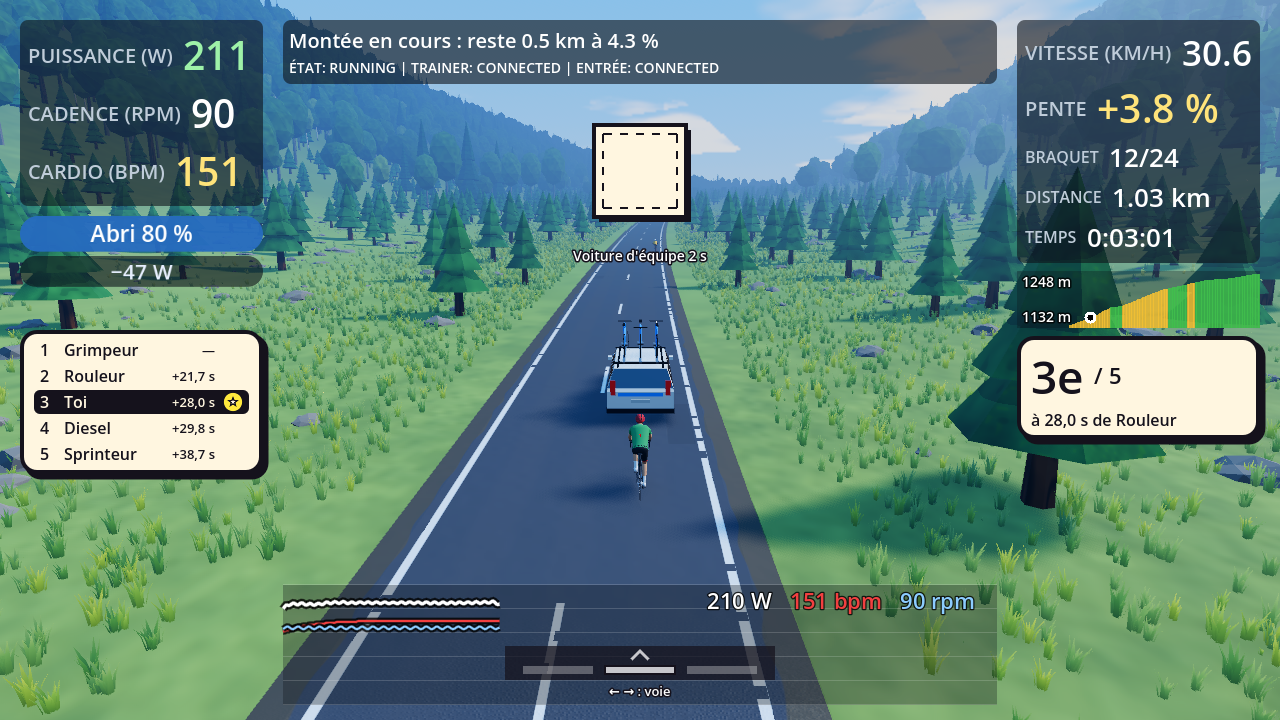 PUISSANCE (W) 211
CADENCE (RPM) 90
CARDIO (BPM) 151
Abri 80 %
−47 W
Montée en cours : reste 0.5 km à 4.3 %
ÉTAT: RUNNING | TRAINER: CONNECTED | ENTRÉE: CONNECTED
VITESSE (KM/H) 30.6
PENTE +3.8 %
BRAQUET 12/24
DISTANCE 1.03 km
TEMPS 0:03:01
1248 m
1132 m
Voiture d'équipe 2 s
1 Grimpeur —
2 Rouleur +21,7 s
3 Toi +28,0 s
4 Diesel +29,8 s
5 Sprinteur +38,7 s
3e / 5
à 28,0 s de Rouleur
210 W 151 bpm 90 rpm
← → : voie